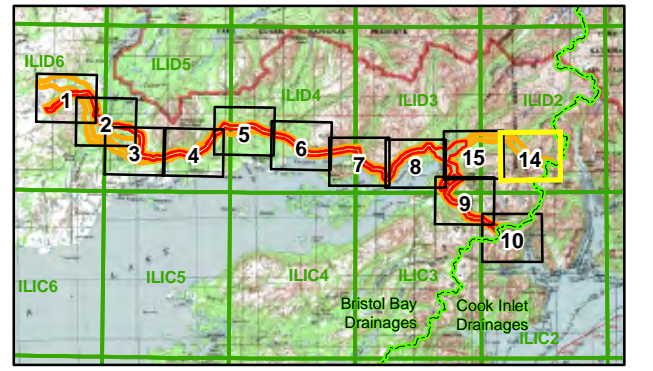 ILID6
ILID5
ILID4
ILID3
ILID2
1
2
3
4
5
6
7
8
15
14
9
10
ILIC6
ILIC5
ILIC4
ILIC3
ILIC2
LAKE
Bristol Bay
Drainages
Cook Inlet
Drainages